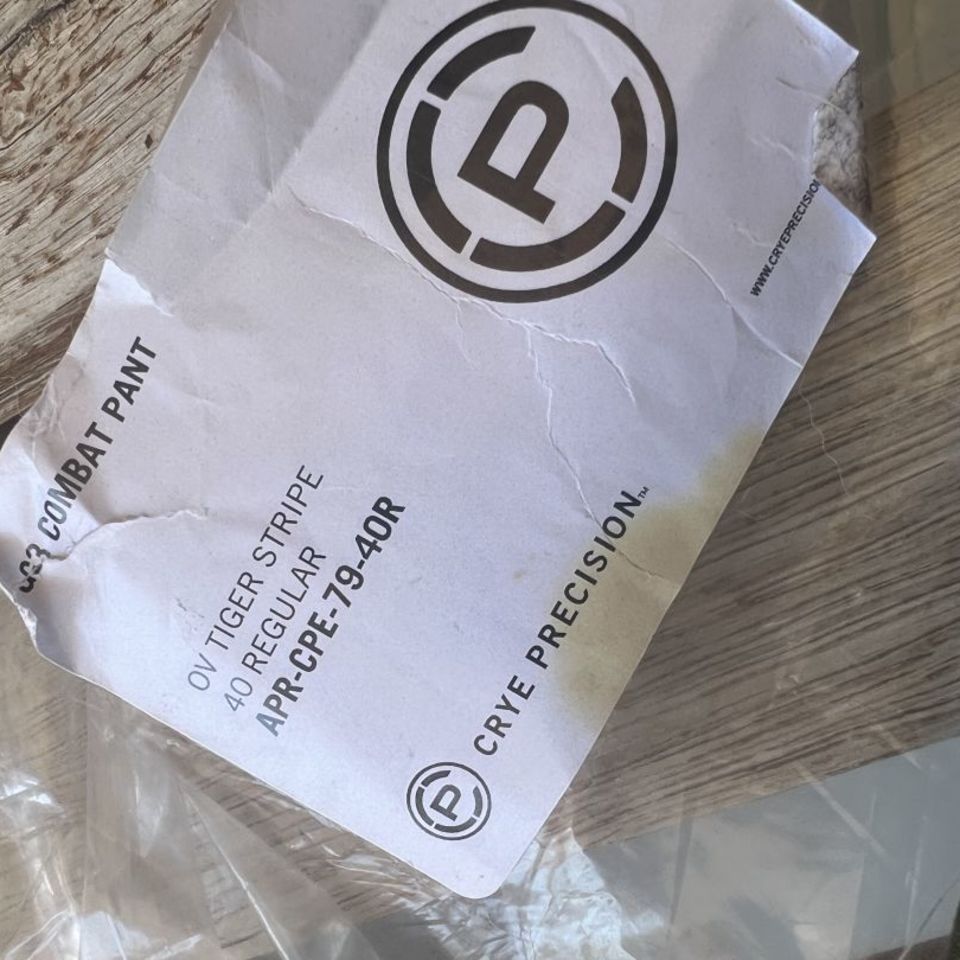 P
WWW.CRYEPRECISION
COMBAT PANT
OV TIGER STRIPE
40 REGULAR
APR-CPE-79-40R
P CRYE PRECISION™